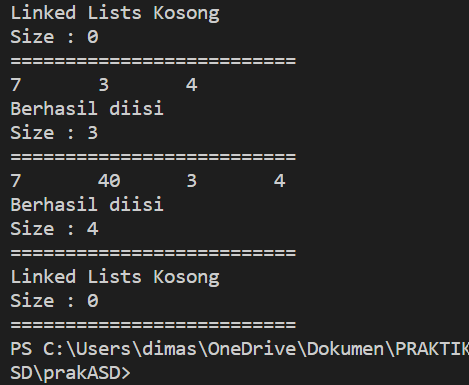 Linked Lists Kosong
Size : 0
==========================
7       3       4
Berhasil diisi
Size : 3
==========================
7       40      3       4
Berhasil diisi
Size : 4
==========================
Linked Lists Kosong
Size : 0
==========================
PS C:\Users\dimas\OneDrive\Dokumen\PRAKTIK
SD\prakASD>